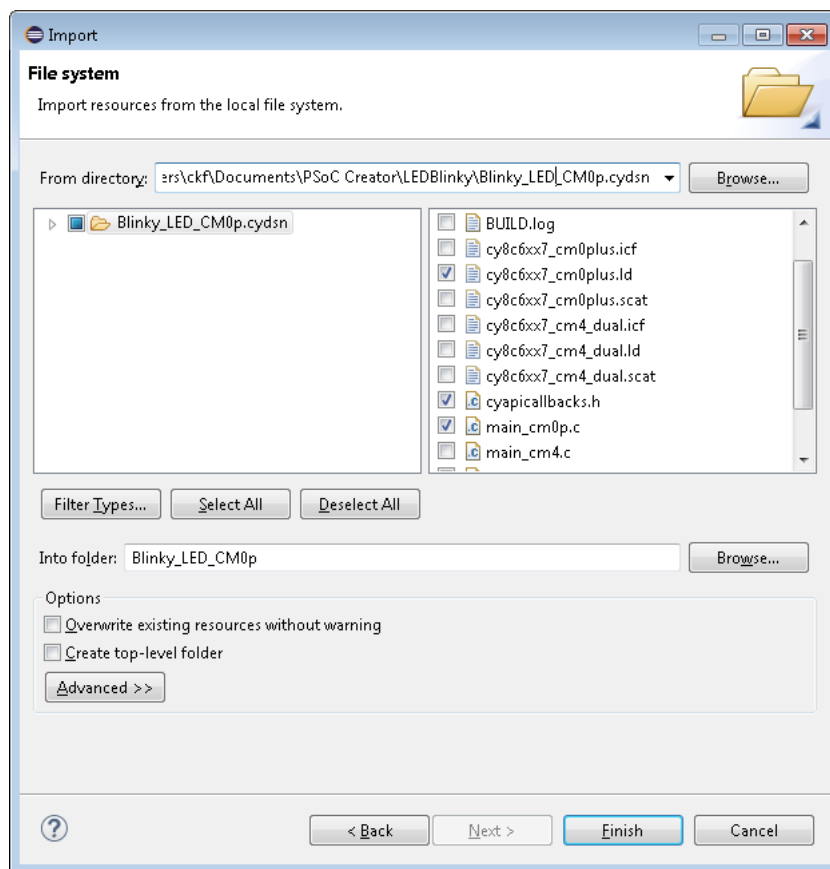 Import
File system
Import resources from the local file system.
From directory: ers\ckf\Documents\PSoC Creator\LEDBlinky\Blinky_LED_CM0p.cydsn Browse...
Blinky_LED_CM0p.cydsn
BUILD.log
cy8c6xx7_cm0plus.icf
cy8c6xx7_cm0plus.ld
cy8c6xx7_cm0plus.scat
cy8c6xx7_cm4_dual.icf
cy8c6xx7_cm4_dual.ld
cy8c6xx7_cm4_dual.scat
cyapicallbacks.h
main_cm0p.c
main_cm4.c
Filter Types... Select All Deselect All
Into folder: Blinky_LED_CM0p Browse...
Options
Overwrite existing resources without warning
Create top-level folder
Advanced >>
< Back Next > Finish Cancel